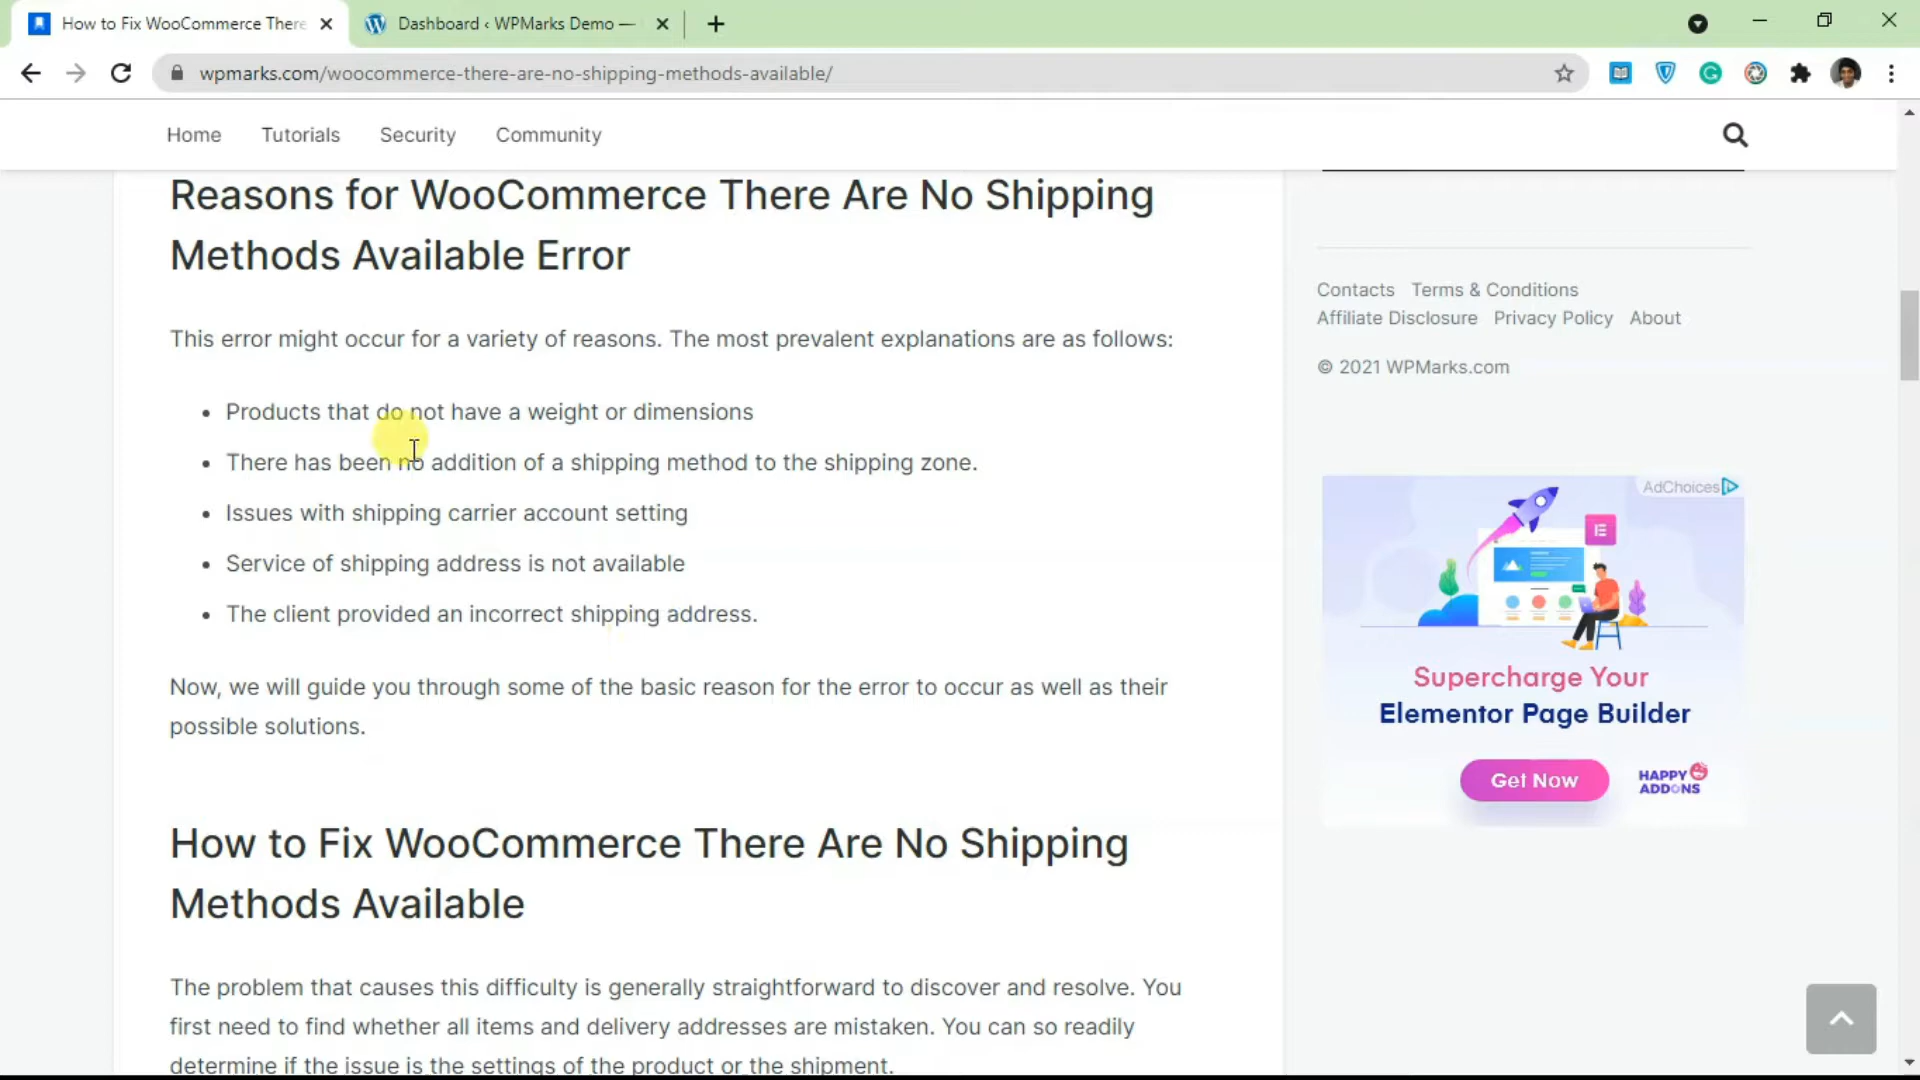 How to Fix WooCommerce There
Dashboard ‹ WPMarks Demo —
wpmarks.com/woocommerce-there-are-no-shipping-methods-available/
Home Tutorials Security Community
Reasons for WooCommerce There Are No Shipping
Methods Available Error
This error might occur for a variety of reasons. The most prevalent explanations are as follows:
• Products that do not have a weight or dimensions
• There has been no addition of a shipping method to the shipping zone.
• Issues with shipping carrier account setting
• Service of shipping address is not available
• The client provided an incorrect shipping address.
Now, we will guide you through some of the basic reason for the error to occur as well as their
possible solutions.
How to Fix WooCommerce There Are No Shipping
Methods Available
The problem that causes this difficulty is generally straightforward to discover and resolve. You
first need to find whether all items and delivery addresses are mistaken. You can so readily
determine if the issue is the settings of the product or the shipment.
Contacts Terms & Conditions
Affiliate Disclosure Privacy Policy About
© 2021 WPMarks.com
AdChoices
Supercharge Your
Elementor Page Builder
Get Now
HAPPY
ADDONS